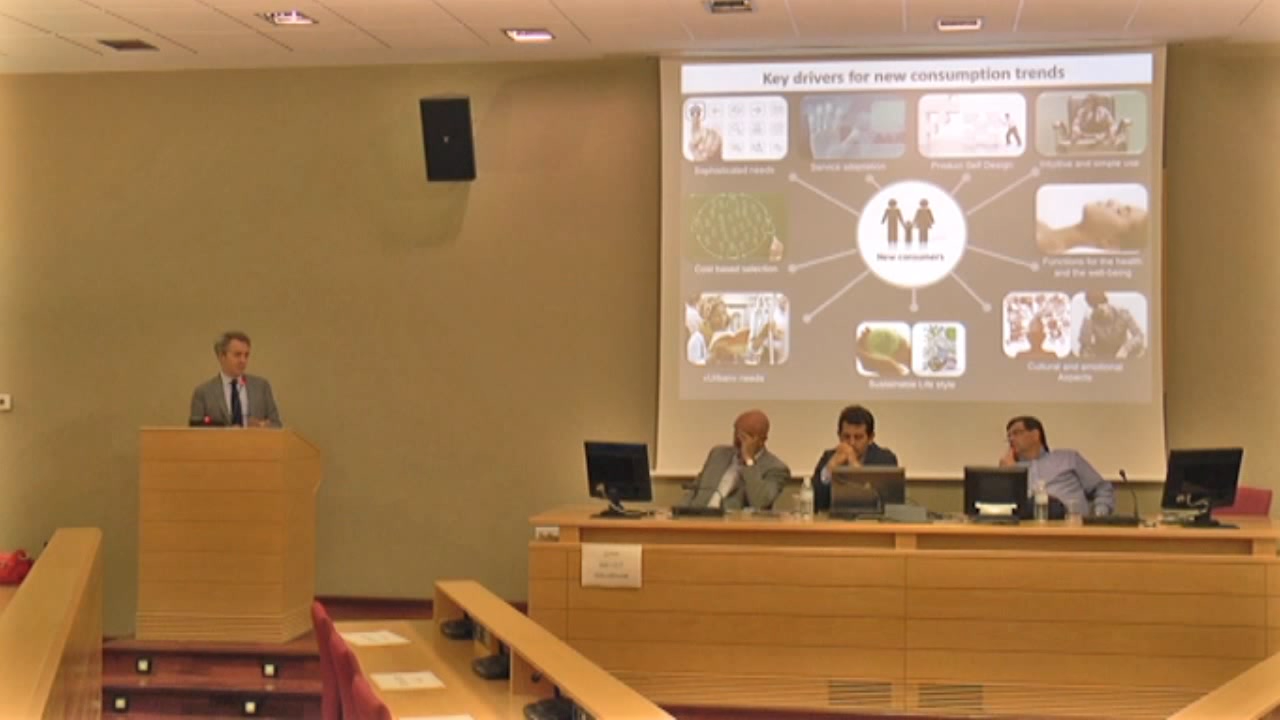 Key drivers for new consumption trends
Sophisticated needs
Service adaptation
Product Self Design
Intuitive and simple use
New consumers
Cost based selection
Functions for the health
and the well-being
«Urban» needs
Sustainable Life style
Cultural and emotional
Aspects